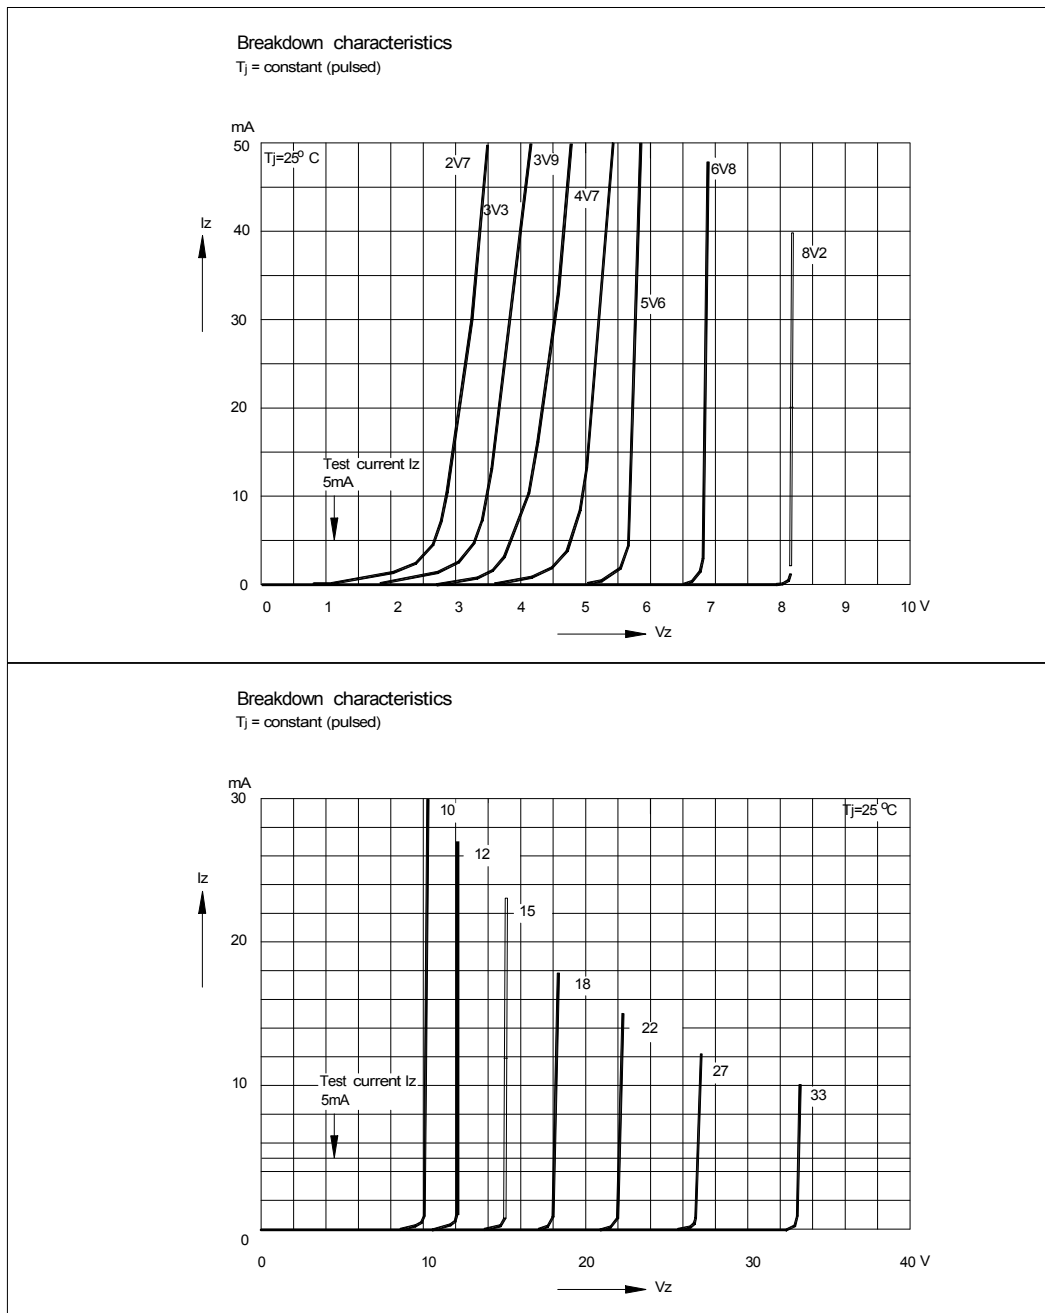 Breakdown characteristics
Tj = constant (pulsed)
mA
50
Tj=25° C
2V7
3V9
6V8
4V7
3V3
Iz
40
8V2
30
5V6
20
Test current Iz
5mA
10
0
0 1 2 3 4 5 6 7 8 9 10 V
Vz
Breakdown characteristics
Tj = constant (pulsed)
mA
30
10
Tj=25 °C
12
Iz
15
20
18
22
27
Test current Iz
5mA
10
33
0
0 10 20 30 40 V
Vz